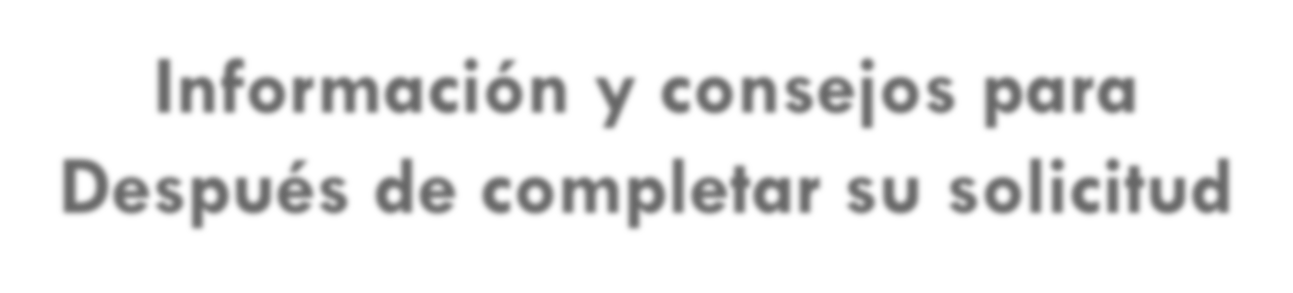 Información y consejos para
Después de completar su solicitud